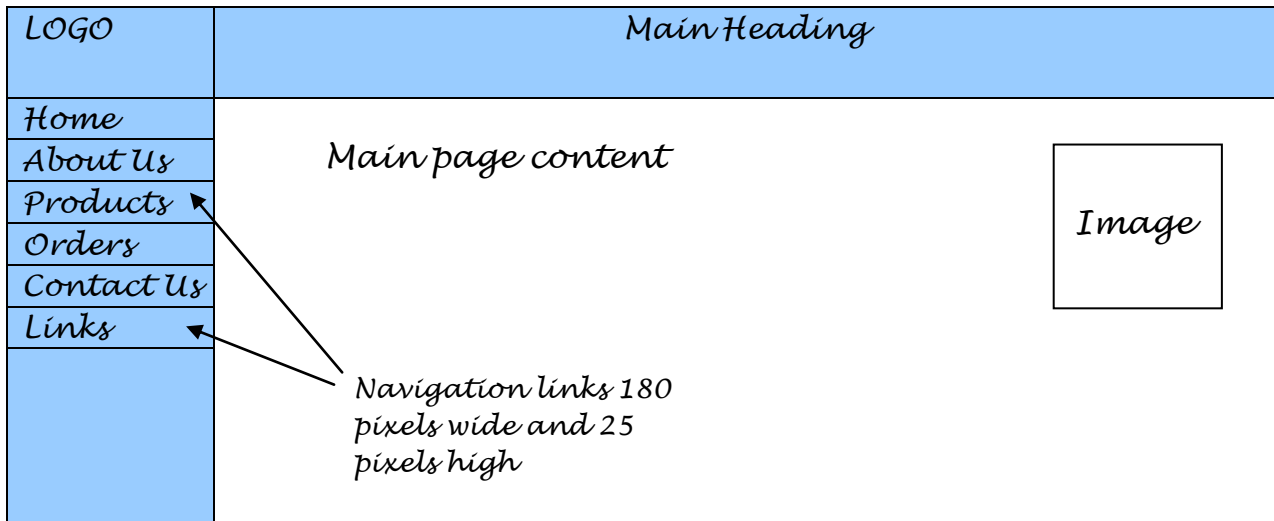 LOGO
Main Heading
Home
About Us
Products
Orders
Contact Us
Links
Main page content
Image
Navigation links 180
pixels wide and 25
pixels high